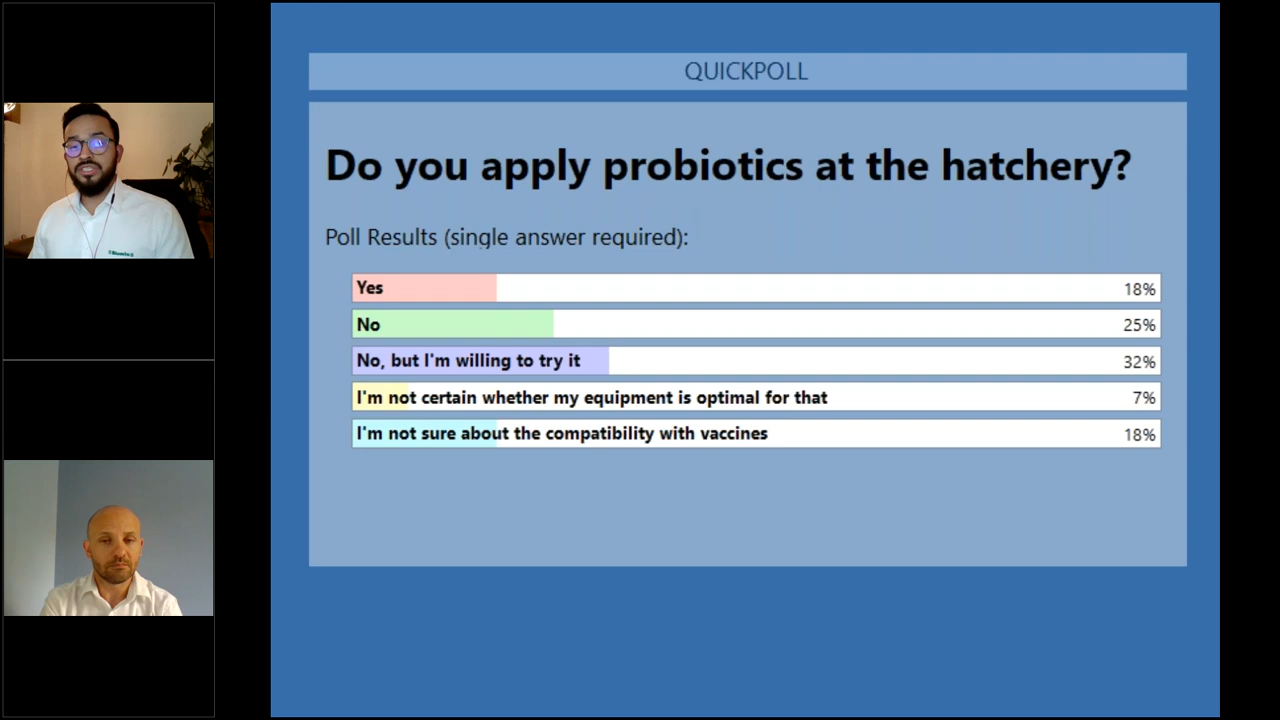 QUICKPOLL
Do you apply probiotics at the hatchery?
Poll Results (single answer required):
Yes 18%
No 25%
No, but I'm willing to try it 32%
I'm not certain whether my equipment is optimal for that 7%
I'm not sure about the compatibility with vaccines 18%